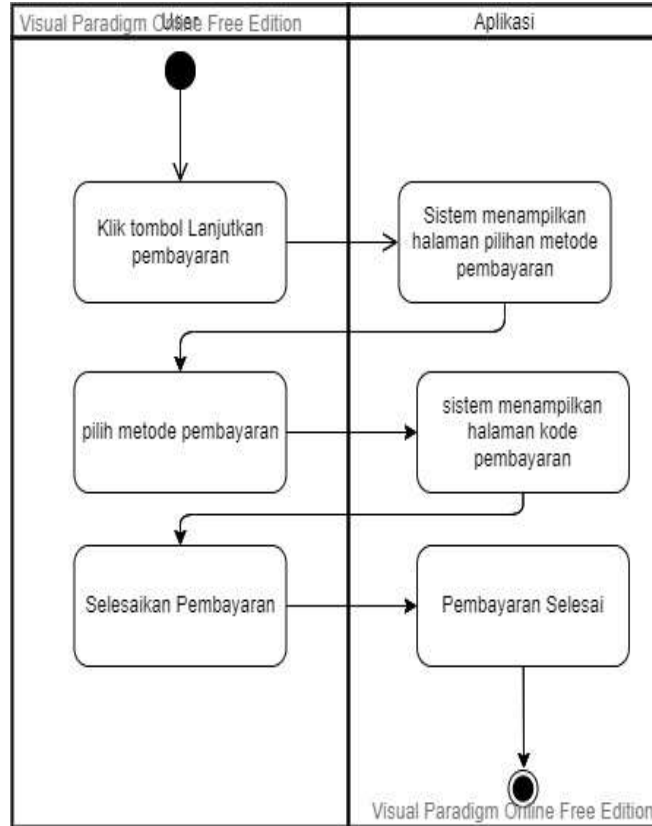 Visual Paradigm Online Free Edition
User
Aplikasi
Klik tombol Lanjutkan
pembayaran
Sistem menampilkan
halaman pilihan metode
pembayaran
pilih metode pembayaran
sistem menampilkan
halaman kode
pembayaran
Selesaikan Pembayaran
Pembayaran Selesai
Visual Paradigm Online Free Edition